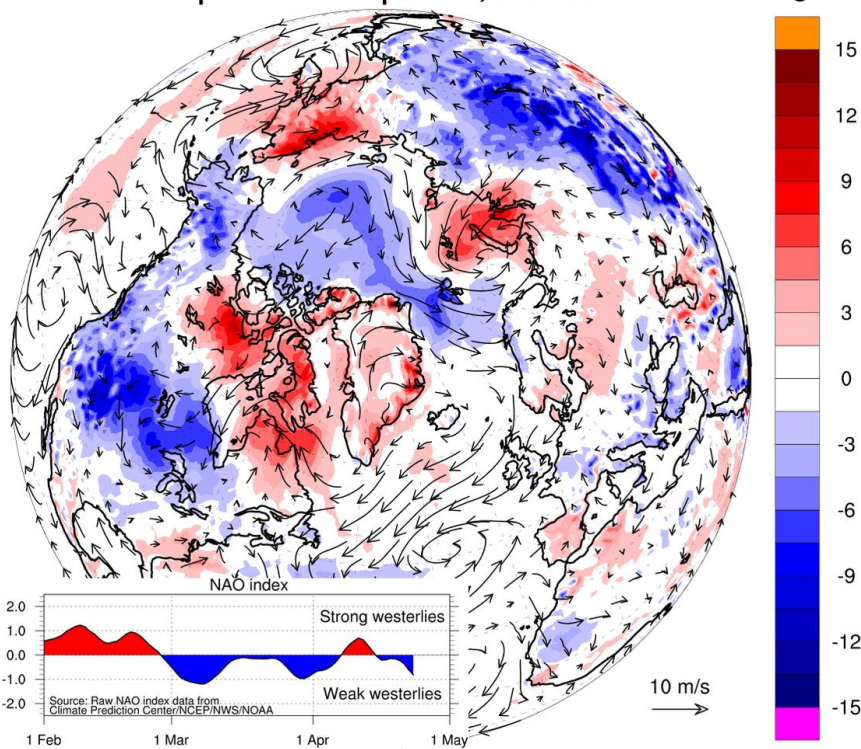 15
12
9
6
3
0
-3
-6
-9
-12
-15
NAO index
2.0
1.0
0.0
-1.0
-2.0
Strong westerlies
Weak westerlies
Source: Raw NAO index data from
Climate Prediction Center/NCEP/NWS/NOAA
1 Feb
1 Mar
1 Apr
1 May
10 m/s